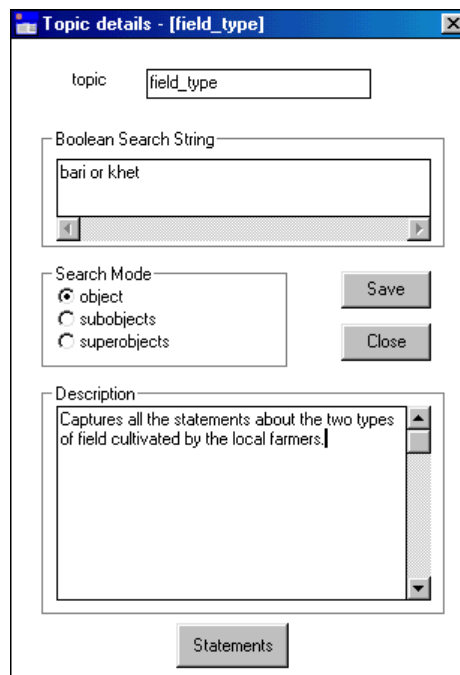 Topic details - [field_type]
topic
field_type
Boolean Search String
bari or khet
Search Mode
object
subobjects
superobjects
Save
Close
Description
Captures all the statements about the two types
of field cultivated by the local farmers.
Statements